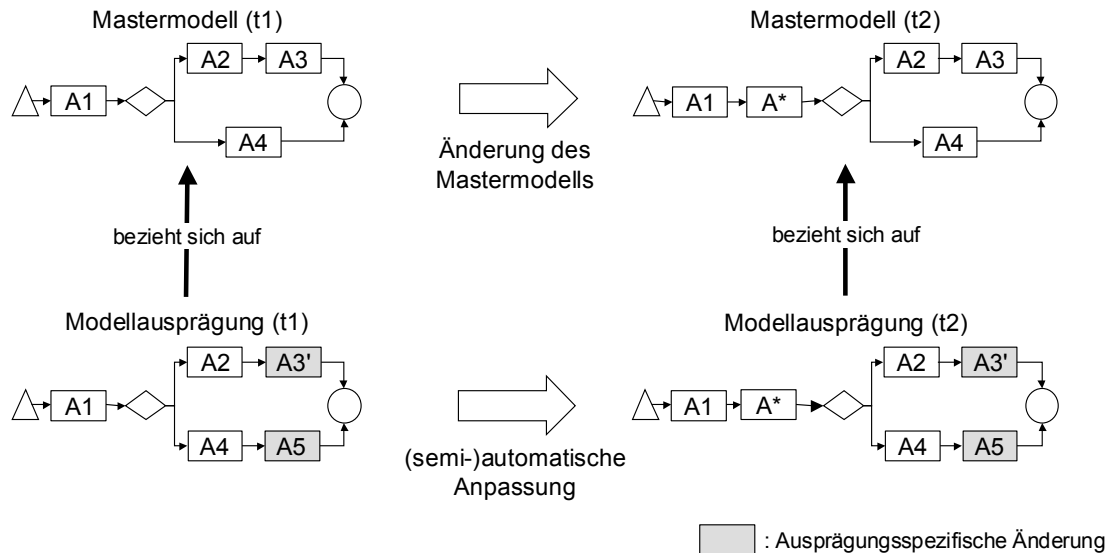 Mastermodell (t1)
Mastermodell (t2)
A2 A3
A2 A3
A1
A1 A*
A4
A4
Änderung des
Mastermodells
bezieht sich auf
bezieht sich auf
Modellausprägung (t1)
Modellausprägung (t2)
A2 A3'
A2 A3'
A1
A1 A*
A4 A5
A4 A5
(semi-)automatische
Anpassung
: Ausprägungsspezifische Änderung